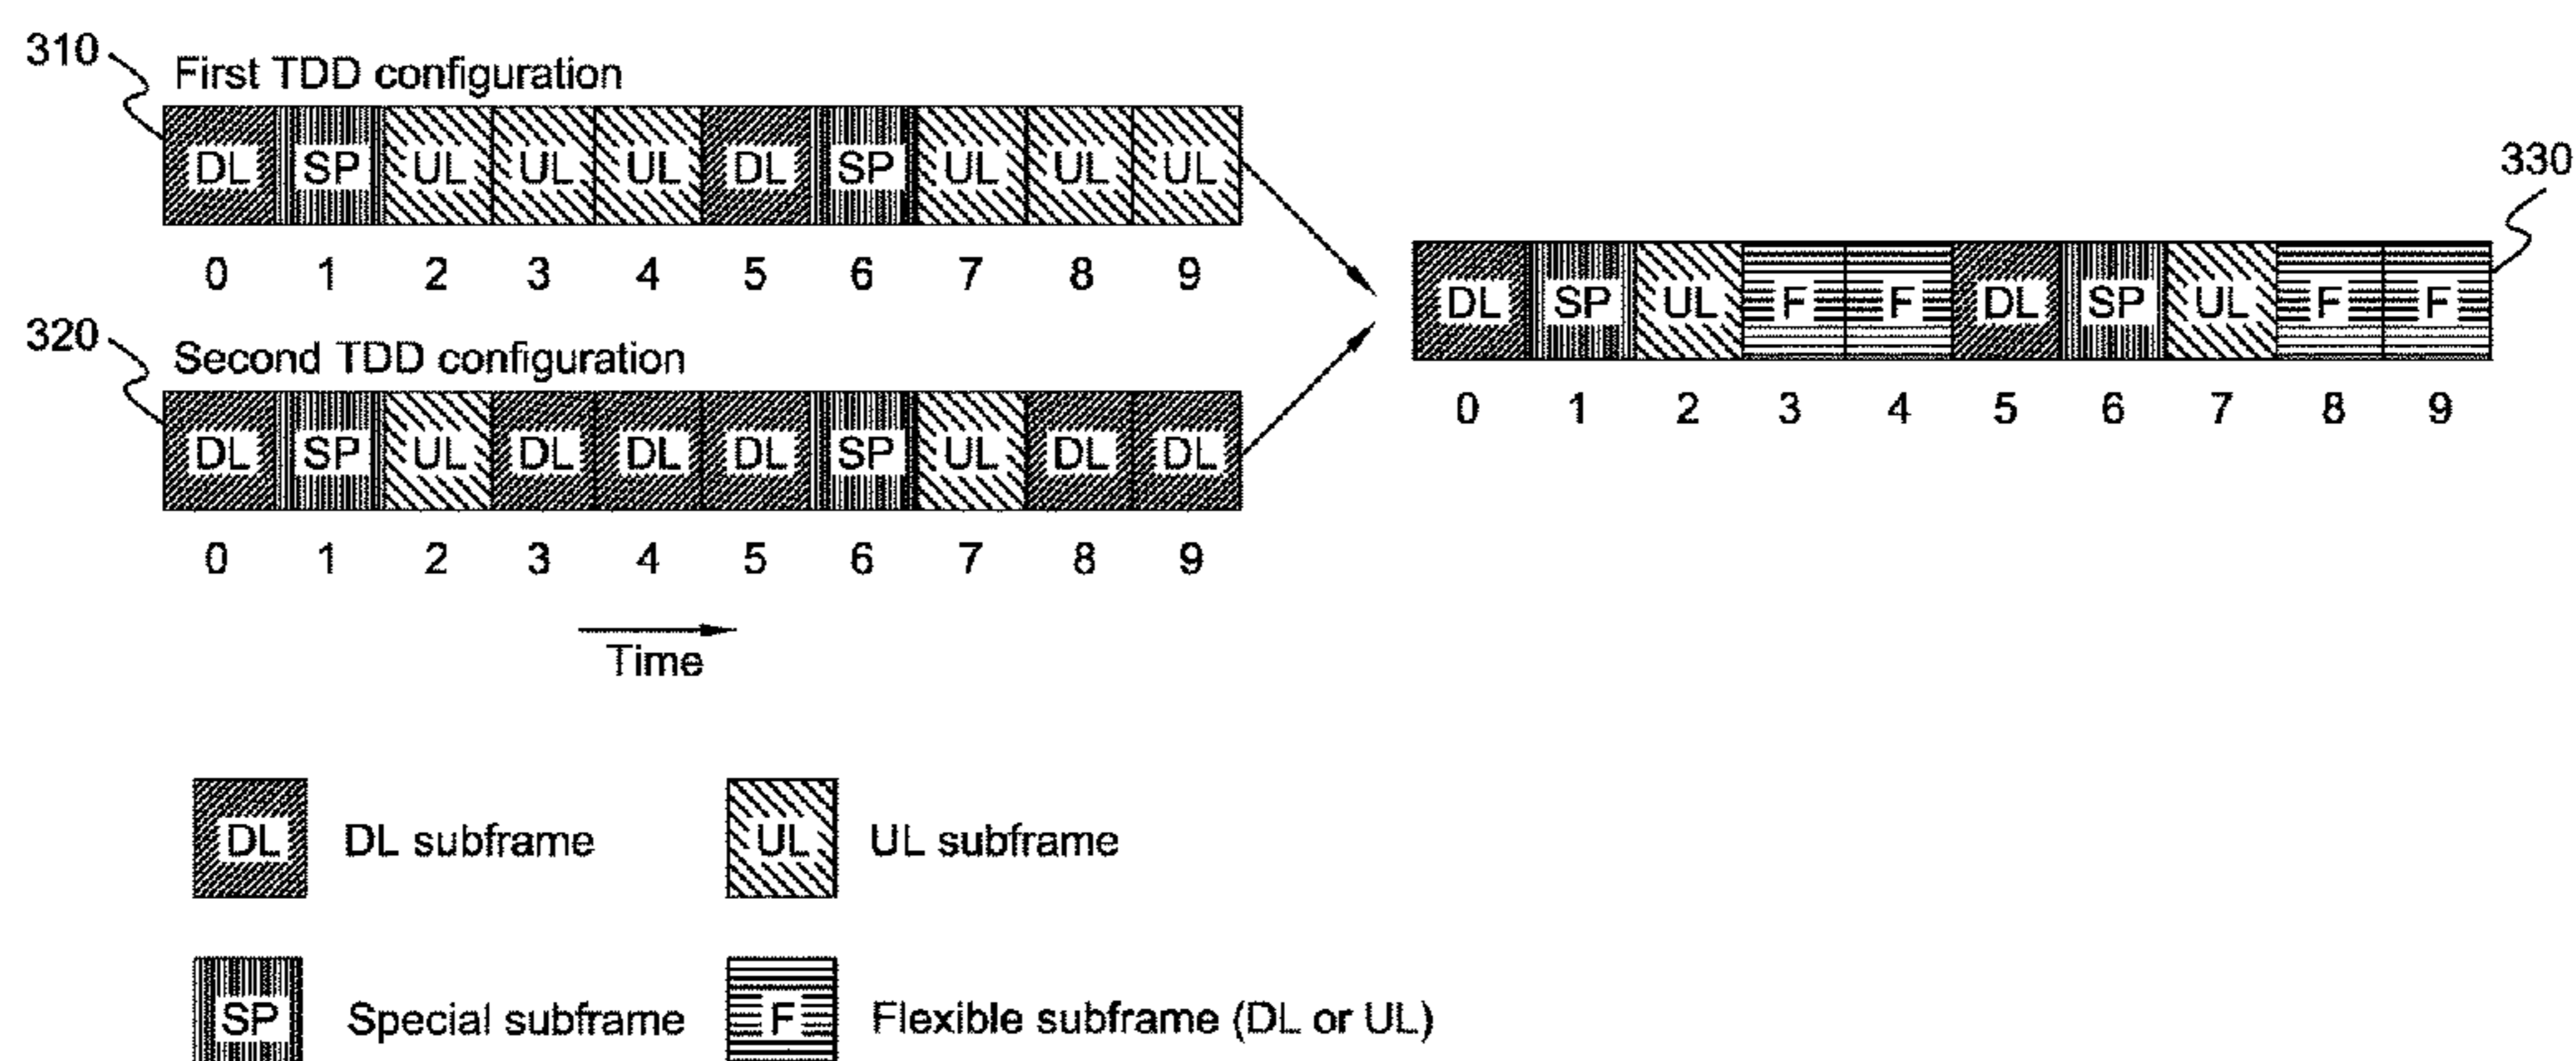 310
First TDD configuration
DL SP UL UL UL DL SP UL UL UL
0 1 2 3 4 5 6 7 8 9
320
Second TDD configuration
DL SP UL DL DL DL SP UL DL DL
0 1 2 3 4 5 6 7 8 9
Time
330
DL SP UL F F DL SP UL F F
0 1 2 3 4 5 6 7 8 9
DL DL subframe
UL UL subframe
SP Special subframe
F Flexible subframe (DL or UL)